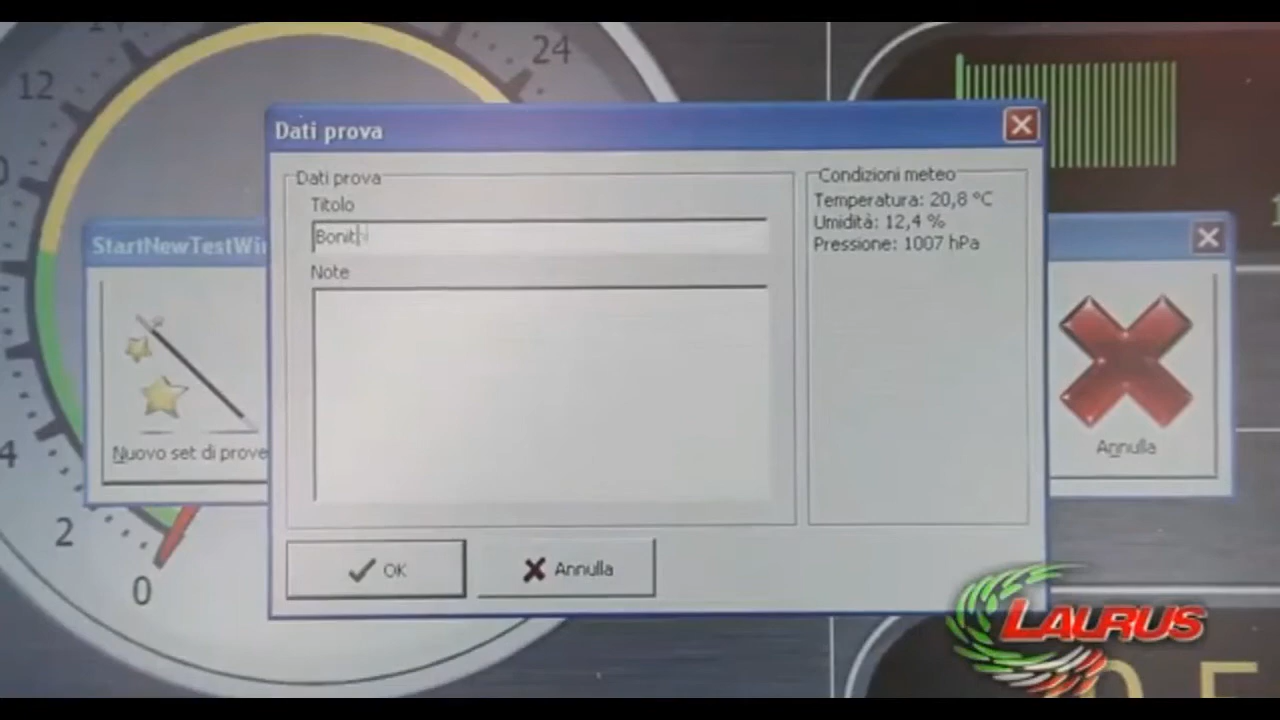 24
12
Dati prova
Dati prova
Titolo
Bonit
Note
Condizioni meteo
Temperatura: 20,8 °C
Umidità: 12,4 %
Pressione: 1007 hPa
StartNewTestWi
Nuovo set di prove
Annulla
4
2
0
OK
Annulla
LAURUS